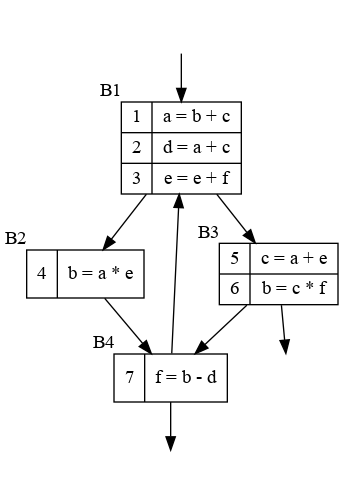 B1
1 a = b + c
2 d = a + c
3 e = e + f
B2
4 b = a * e
B3
5 c = a + e
6 b = c * f
B4
7 f = b - d